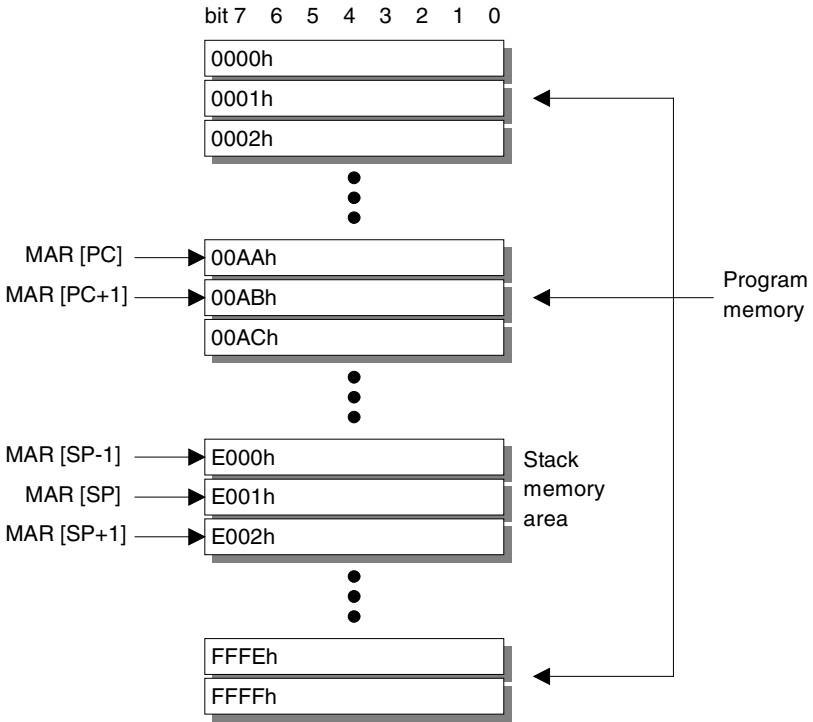 bit 7 6 5 4 3 2 1 0
0000h
0001h
0002h
MAR [PC]
00AAh
MAR [PC+1]
00ABh
00ACh
Program
memory
MAR [SP-1]
E000h
MAR [SP]
E001h
MAR [SP+1]
E002h
Stack
memory
area
FFFEh
FFFFh